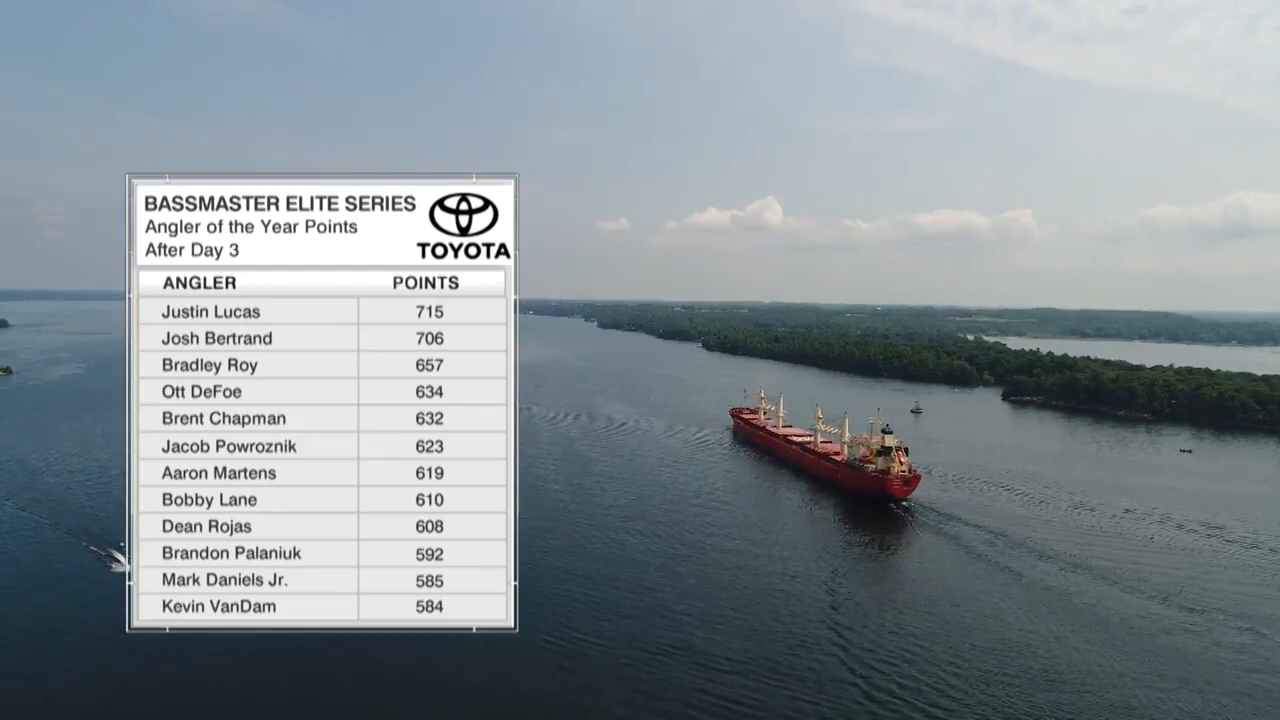 BASSMASTER ELITE SERIES
Angler of the Year Points
After Day 3
TOYOTA
ANGLER POINTS
Justin Lucas 715
Josh Bertrand 706
Bradley Roy 657
Ott DeFoe 634
Brent Chapman 632
Jacob Powroznik 623
Aaron Martens 619
Bobby Lane 610
Dean Rojas 608
Brandon Palaniuk 592
Mark Daniels Jr. 585
Kevin VanDam 584